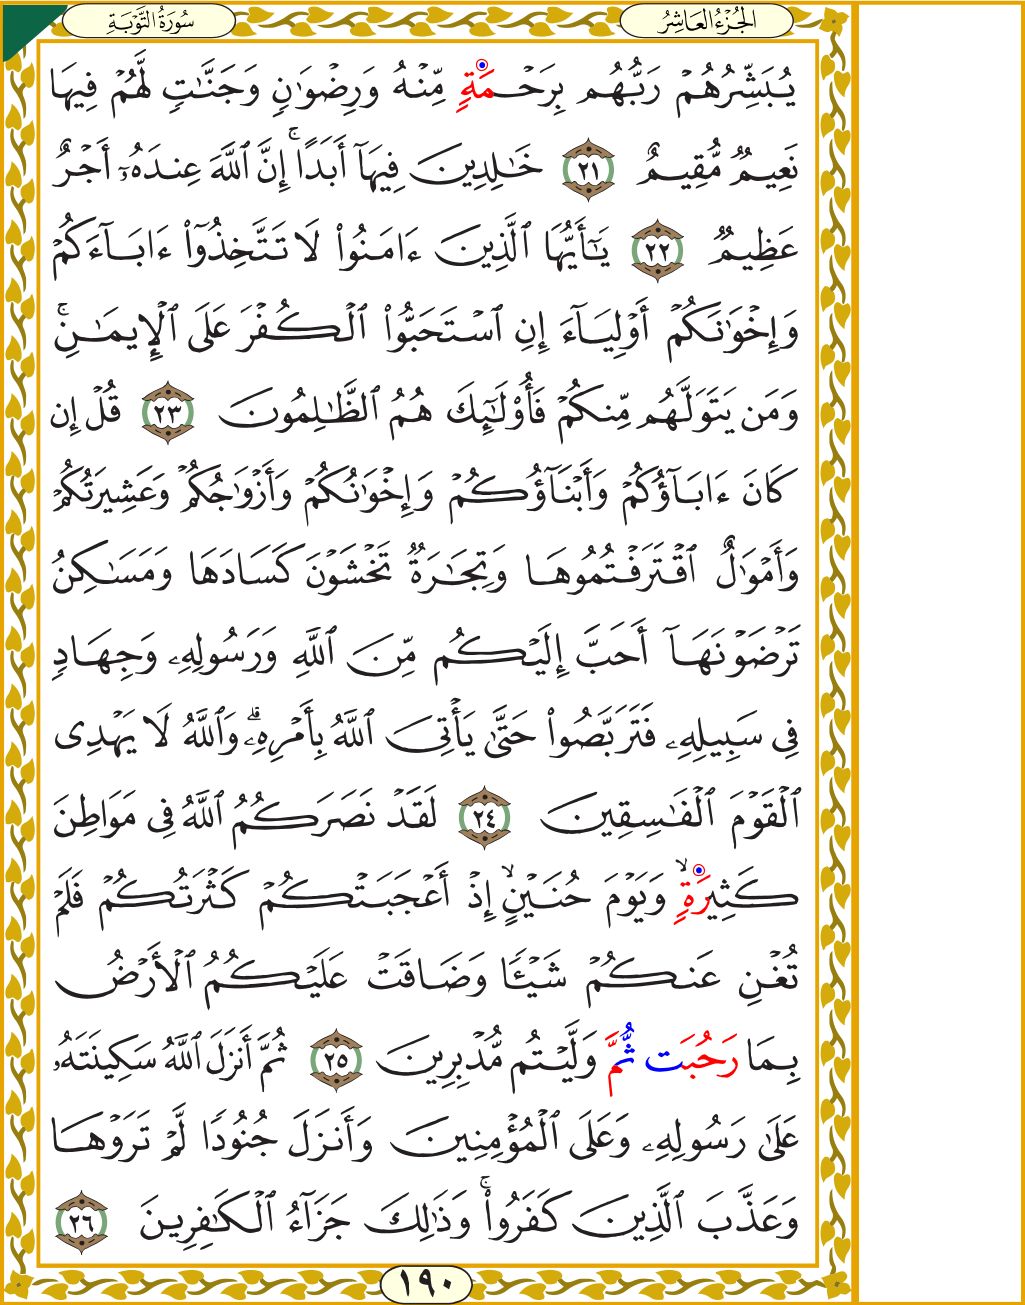 الجُزْءُ العَاشِرُ
سُورَةُ التَّوْبَةِ
يُبَشِّرُهُمْ رَبُّهُم بِرَحْمَةٍ مِّنْهُ وَرِضْوَٰنٍ وَجَنَّٰتٍ لَّهُمْ فِيهَا
نَعِيمٌ مُّقِيمٌ ٢١ خَٰلِدِينَ فِيهَآ أَبَدًا ۚ إِنَّ ٱللَّهَ عِندَهُۥٓ أَجْرٌ
عَظِيمٌ ٢٢ يَٰٓأَيُّهَا ٱلَّذِينَ ءَامَنُوا۟ لَا تَتَّخِذُوٓا۟ ءَابَآءَكُمْ
وَإِخْوَٰنَكُمْ أَوْلِيَآءَ إِنِ ٱسْتَحَبُّوا۟ ٱلْكُفْرَ عَلَى ٱلْإِيمَٰنِ ۚ
وَمَن يَتَوَلَّهُم مِّنكُمْ فَأُو۟لَٰٓئِكَ هُمُ ٱلظَّٰلِمُونَ ٢٣ قُلْ إِن
كَانَ ءَابَآؤُكُمْ وَأَبْنَآؤُكُمْ وَإِخْوَٰنُكُمْ وَأَزْوَٰجُكُمْ وَعَشِيرَتُكُمْ
وَأَمْوَٰلٌ ٱقْتَرَفْتُمُوهَا وَتِجَٰرَةٌ تَخْشَوْنَ كَسَادَهَا وَمَسَٰكِنُ
تَرْضَوْنَهَآ أَحَبَّ إِلَيْكُم مِّنَ ٱللَّهِ وَرَسُولِهِۦ وَجِهَادٍ
فِى سَبِيلِهِۦ فَتَرَبَّصُوا۟ حَتَّىٰ يَأْتِىَ ٱللَّهُ بِأَمْرِهِۦ ۗ وَٱللَّهُ لَا يَهْدِى
ٱلْقَوْمَ ٱلْفَٰسِقِينَ ٢٤ لَقَدْ نَصَرَكُمُ ٱللَّهُ فِى مَوَاطِنَ
كَثِيرَةٍ ۙ وَيَوْمَ حُنَيْنٍ ۙ إِذْ أَعْجَبَتْكُمْ كَثْرَتُكُمْ فَلَمْ
تُغْنِ عَنكُمْ شَيْـًٔا وَضَاقَتْ عَلَيْكُمُ ٱلْأَرْضُ
بِمَا رَحُبَت ثُّمَّ وَلَّيْتُم مُّدْبِرِينَ ٢٥ ثُمَّ أَنزَلَ ٱللَّهُ سَكِينَتَهُۥ
عَلَىٰ رَسُولِهِۦ وَعَلَى ٱلْمُؤْمِنِينَ وَأَنزَلَ جُنُودًا لَّمْ تَرَوْهَا
وَعَذَّبَ ٱلَّذِينَ كَفَرُوا۟ ۚ وَذَٰلِكَ جَزَآءُ ٱلْكَٰفِرِينَ ٢٦
١٩٠